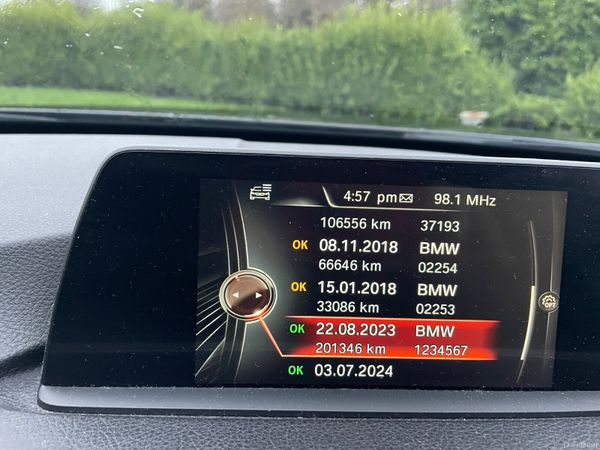 4:57 pm 98.1 MHz
106556 km 37193
OK 08.11.2018 BMW
66646 km 02254
OK 15.01.2018 BMW
33086 km 02253
OK 22.08.2023 BMW
201346 km 1234567
OK 03.07.2024
OPT